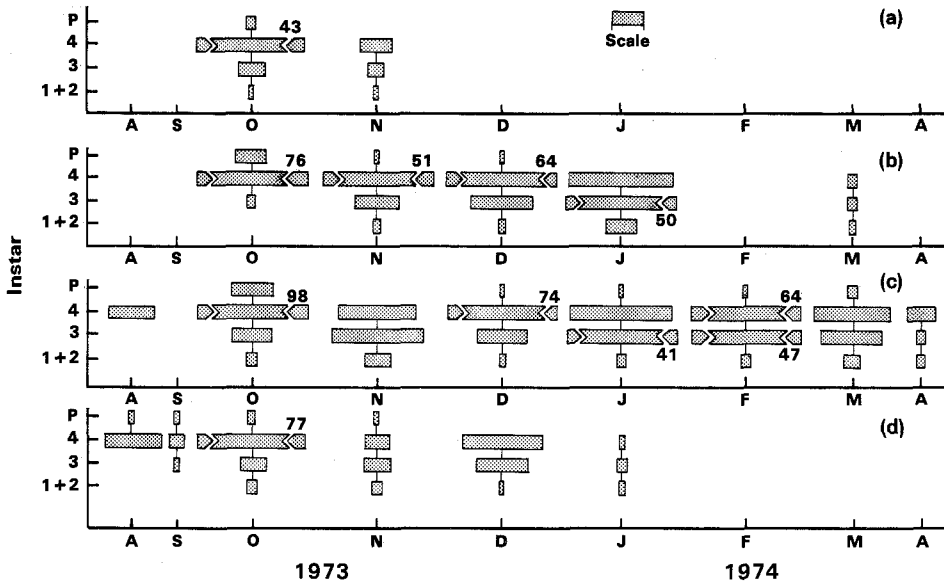 P
43
(a)
4
Scale
3
1+2
A S O N D J F M A
P
76 51 64
(b)
4
3
50
1+2
A S O N D J F M A
Instar
P
98 74 64
(c)
4
3
41 47
1+2
A S O N D J F M A
P
77
(d)
4
3
1+2
A S O N D J F M A
1973 1974